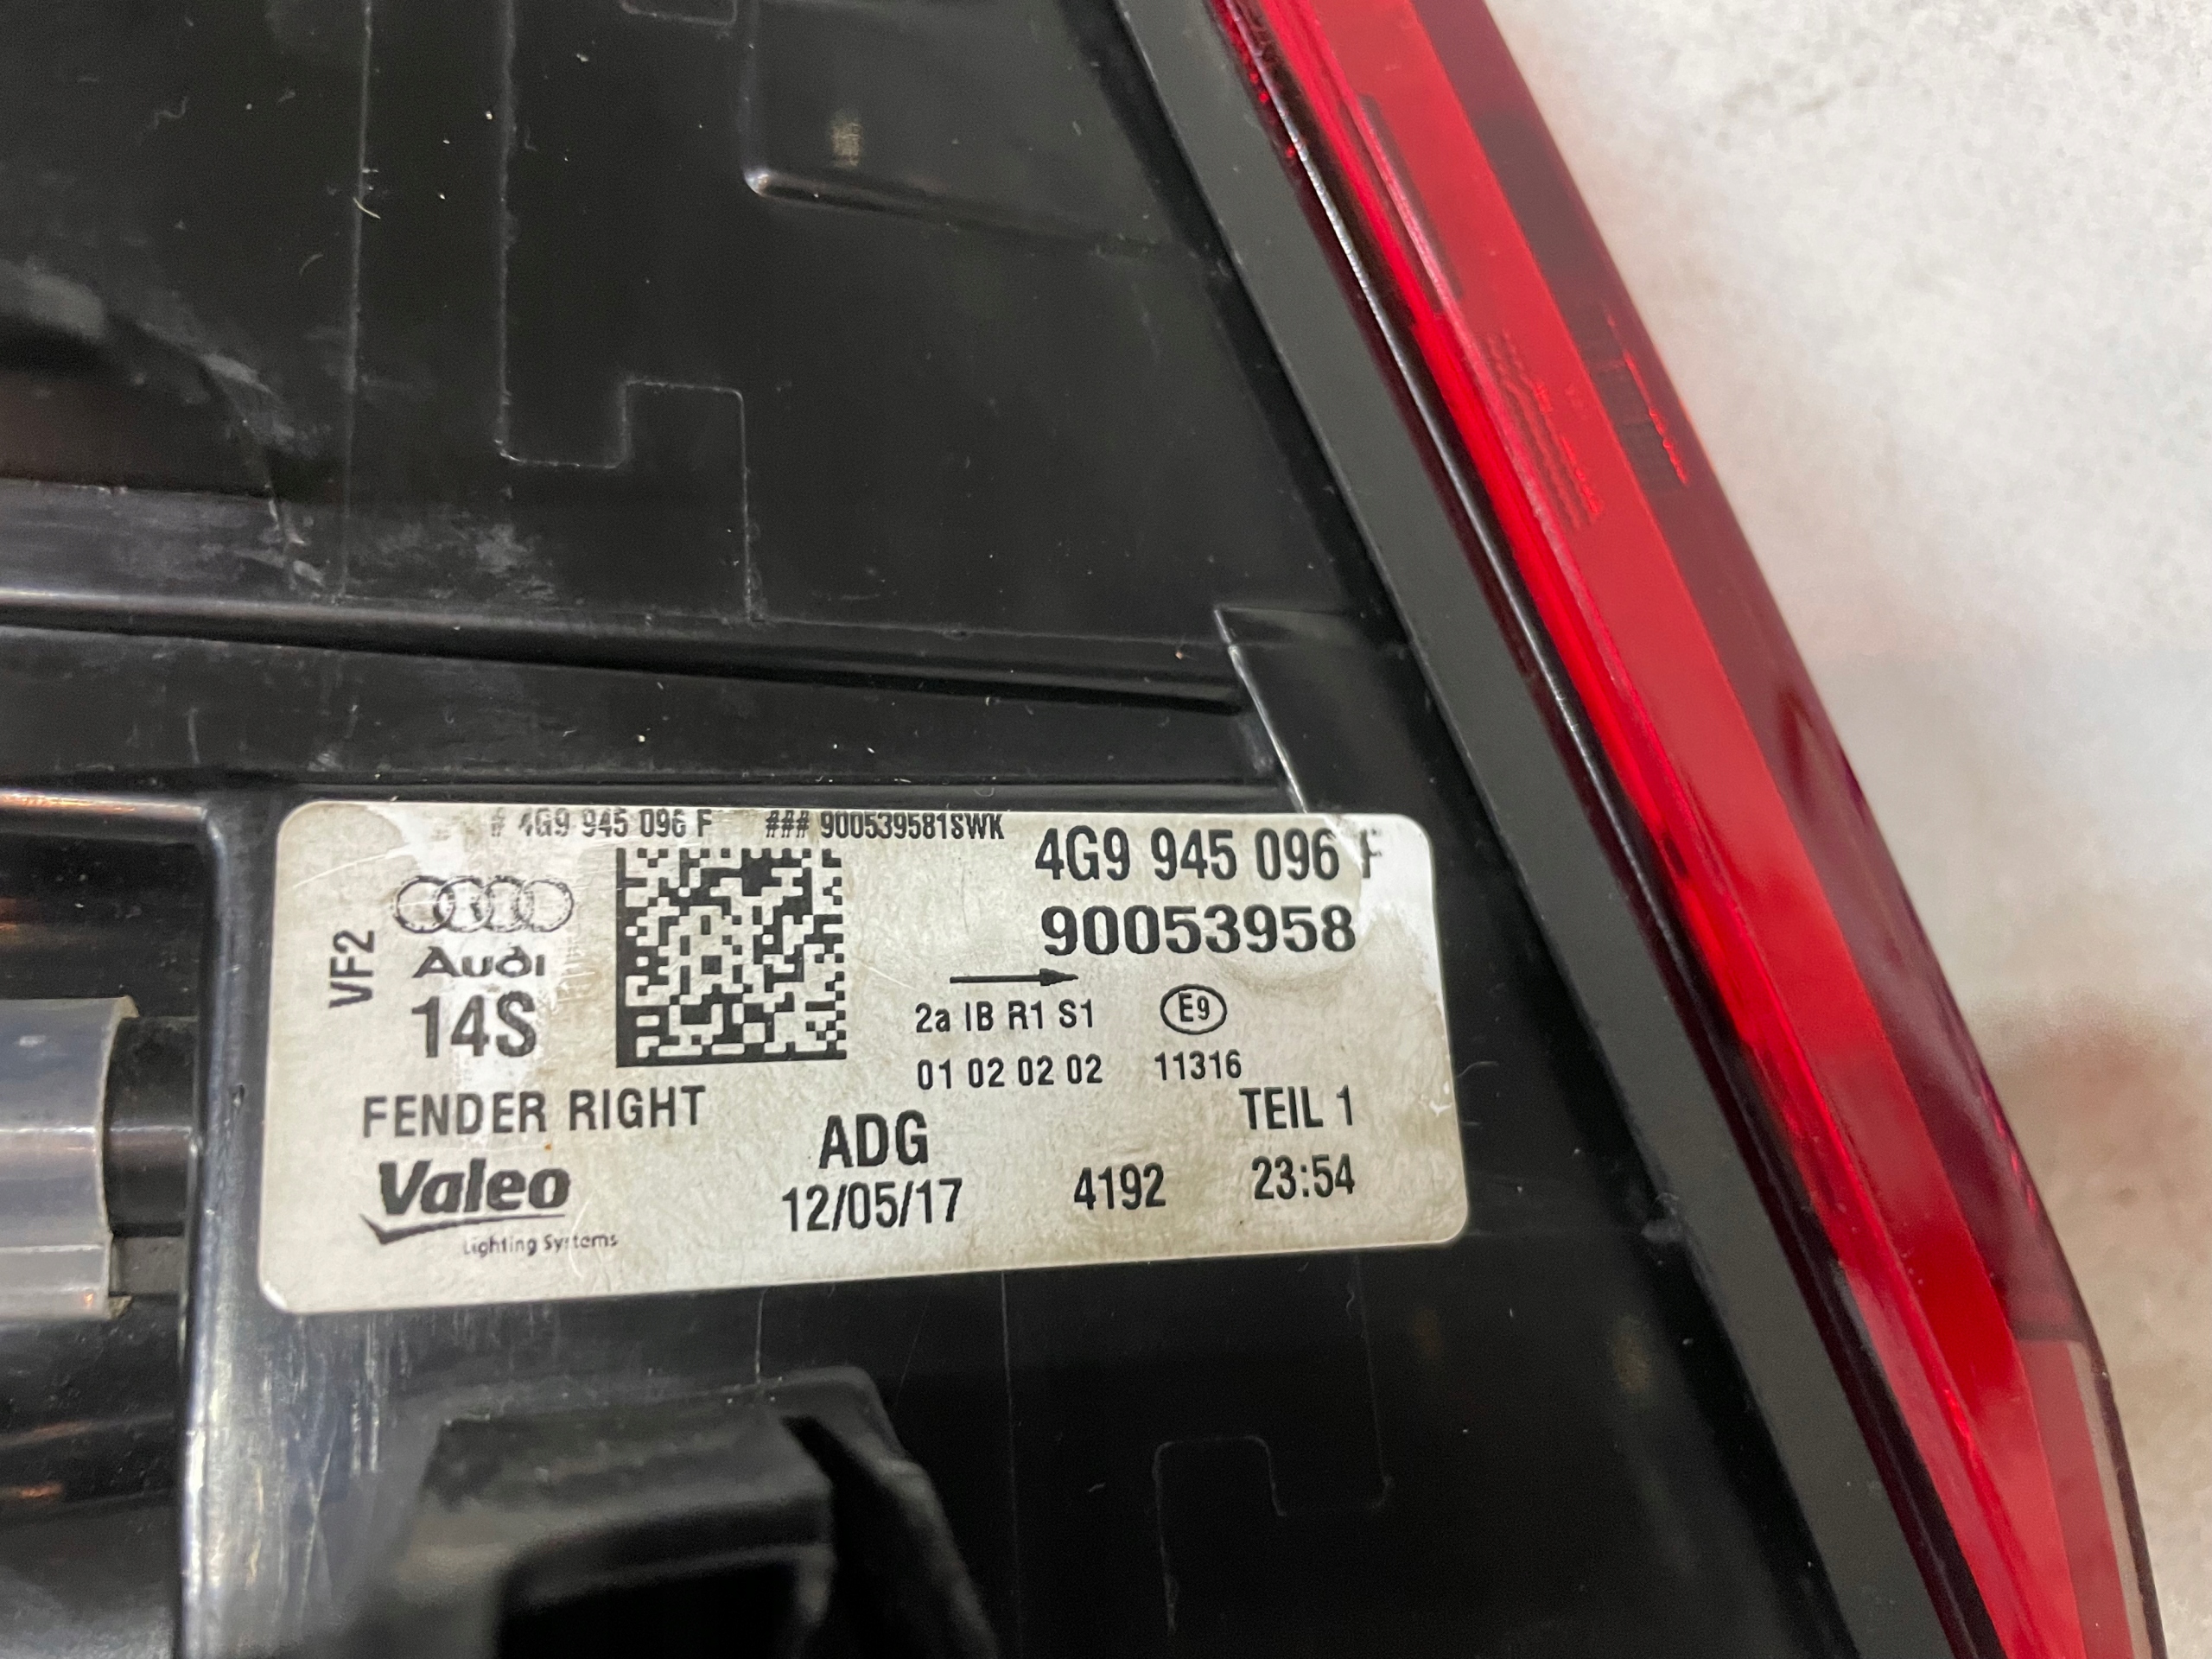 # 4G9 945 096 F ### 900539581SWK
4G9 945 096 F
90053958
VF2
Audi
14S
2a IB R1 S1 E9
01 02 02 02 11316
FENDER RIGHT
TEIL 1
ADG
Valeo
Lighting Systems
12/05/17 4192 23:54